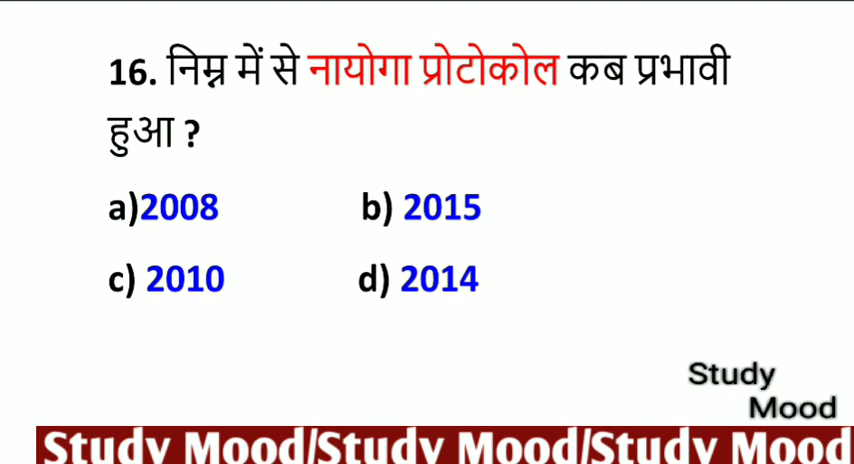 16. निम्न में से नायोगा प्रोटोकोल कब प्रभावी
हुआ ?
a)2008 b) 2015
c) 2010 d) 2014
Study
Mood
Study Mood/Study Mood/Study Mood